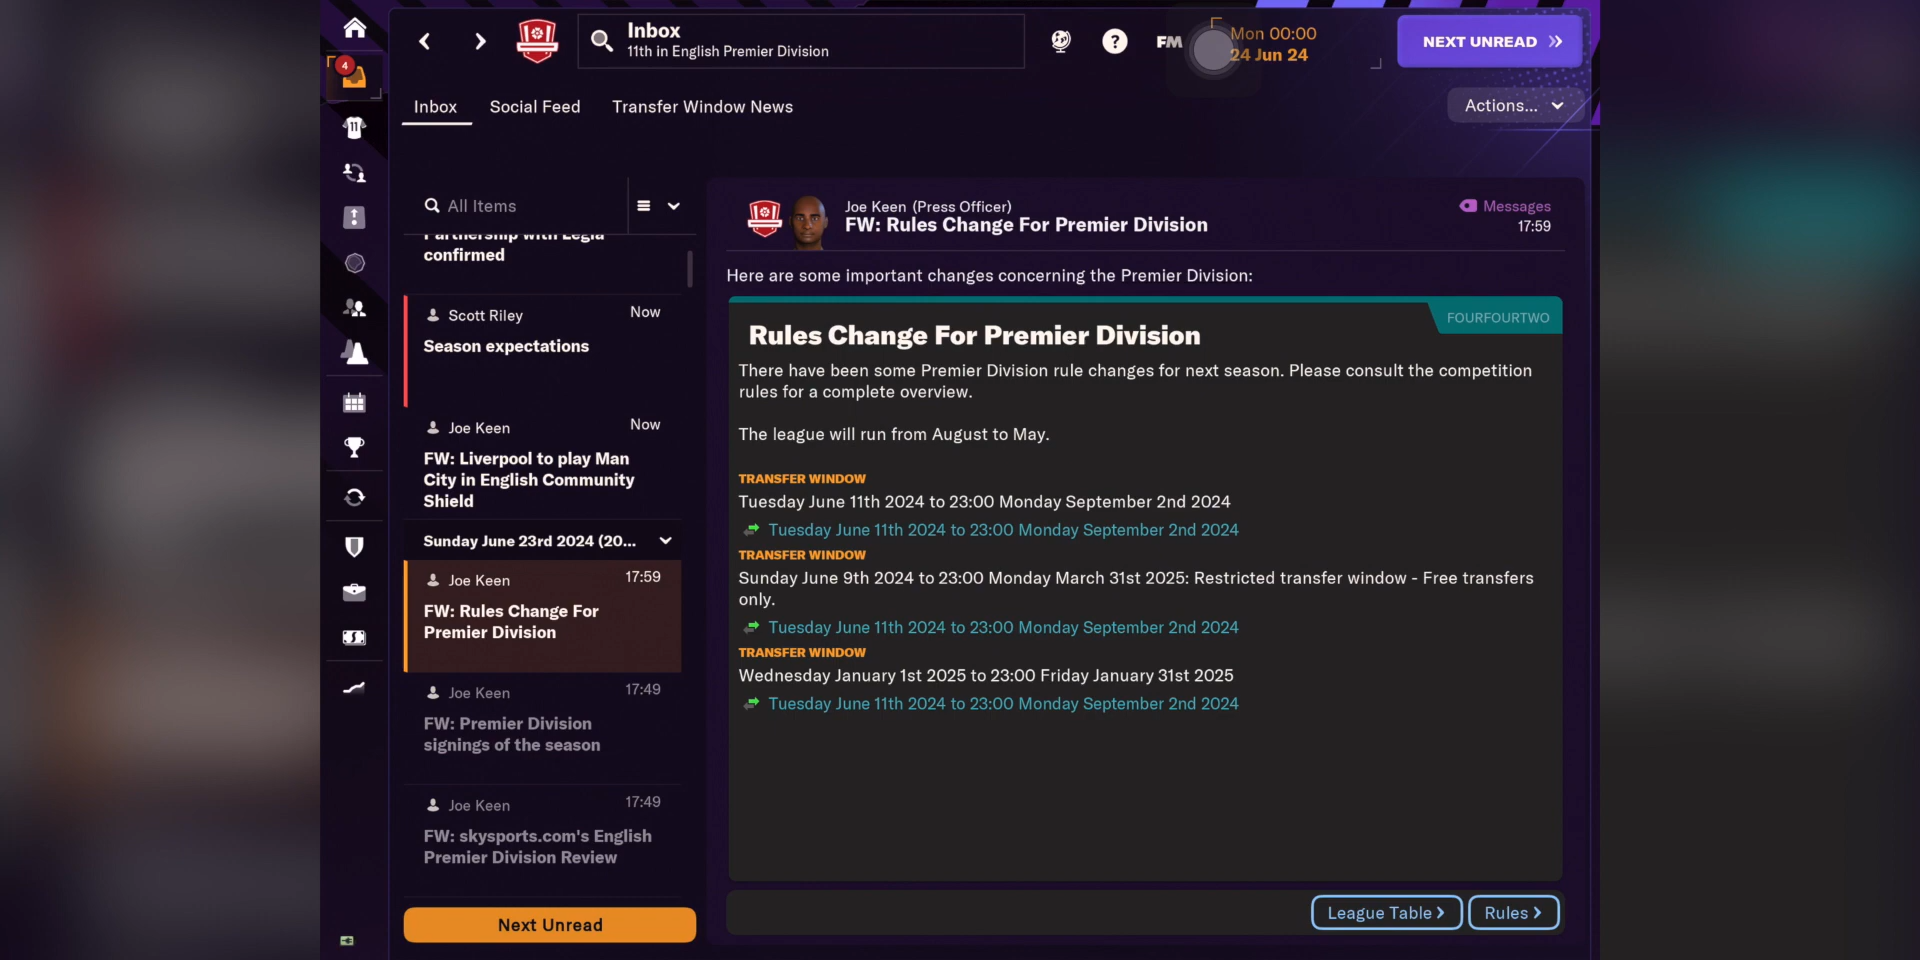 Inbox
11th in English Premier Division
FM
Mon 00:00
24 Jun 24
NEXT UNREAD
4
11
Inbox
Social Feed
Transfer Window News
Actions...
All Items
Partnership with Legia
confirmed
Scott Riley
Now
Season expectations
Joe Keen
Now
FW: Liverpool to play Man
City in English Community
Shield
Sunday June 23rd 2024 (20...
Joe Keen
17:59
FW: Rules Change For
Premier Division
Joe Keen
17:49
FW: Premier Division
signings of the season
Joe Keen
17:49
FW: skysports.com's English
Premier Division Review
Next Unread
Joe Keen (Press Officer)
FW: Rules Change For Premier Division
Messages
17:59
Here are some important changes concerning the Premier Division:
FOURFOURTWO
Rules Change For Premier Division
There have been some Premier Division rule changes for next season. Please consult the competition
rules for a complete overview.
The league will run from August to May.
TRANSFER WINDOW
Tuesday June 11th 2024 to 23:00 Monday September 2nd 2024
Tuesday June 11th 2024 to 23:00 Monday September 2nd 2024
TRANSFER WINDOW
Sunday June 9th 2024 to 23:00 Monday March 31st 2025: Restricted transfer window - Free transfers
only.
Tuesday June 11th 2024 to 23:00 Monday September 2nd 2024
TRANSFER WINDOW
Wednesday January 1st 2025 to 23:00 Friday January 31st 2025
Tuesday June 11th 2024 to 23:00 Monday September 2nd 2024
League Table
Rules